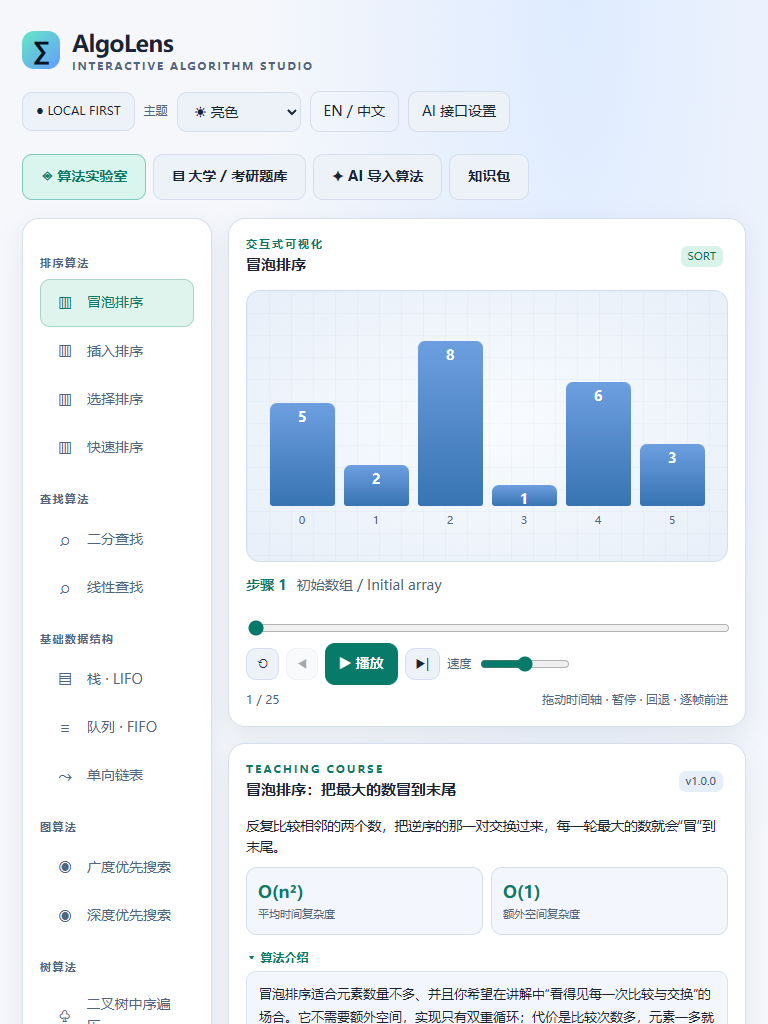 ∑ AlgoLens
INTERACTIVE ALGORITHM STUDIO
● LOCAL FIRST 主题 ☀ 亮色 EN / 中文 AI 接口设置
◈ 算法实验室 ▤ 大学 / 考研题库 ✦ AI 导入算法 知识包
排序算法
▥ 冒泡排序
▥ 插入排序
▥ 选择排序
▥ 快速排序
查找算法
⌕ 二分查找
⌕ 线性查找
基础数据结构
▤ 栈 · LIFO
≡ 队列 · FIFO
⤳ 单向链表
图算法
◉ 广度优先搜索
◉ 深度优先搜索
树算法
♧ 二叉树中序遍
交互式可视化
冒泡排序
SORT
5 2 8 1 6 3
0 1 2 3 4 5
步骤 1 初始数组 / Initial array
⟲ ◀ ▶ 播放 ▶| 速度
1 / 25 拖动时间轴 · 暂停 · 回退 · 逐帧前进
TEACHING COURSE
冒泡排序：把最大的数冒到末尾
v1.0.0
反复比较相邻的两个数，把逆序的那一对交换过来，每一轮最大的数就会“冒”到
末尾。
O(n²)
平均时间复杂度
O(1)
额外空间复杂度
▾ 算法介绍
冒泡排序适合元素数量不多、并且你希望在讲解中“看得见每一次比较与交换”的
场合。它不需要额外空间，实现只有双重循环；代价是比较次数多，元素一多就